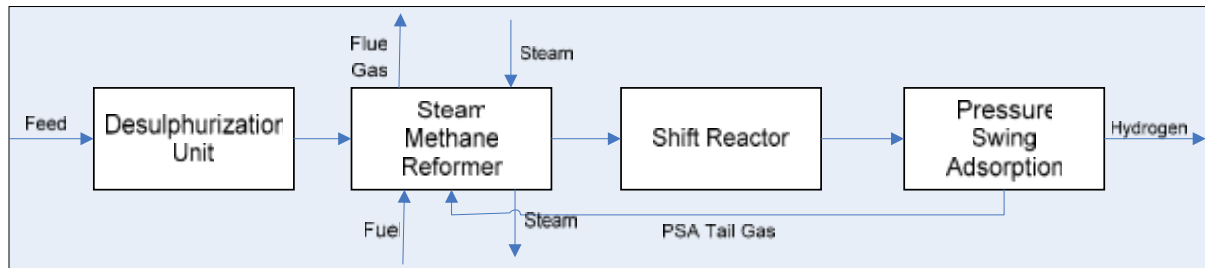 Flue
Gas
Steam
Feed
Desulphurization
Unit
Steam
Methane
Reformer
Shift Reactor
Pressure
Swing
Adsorption
Hydrogen
Fuel
Steam
PSA Tail Gas